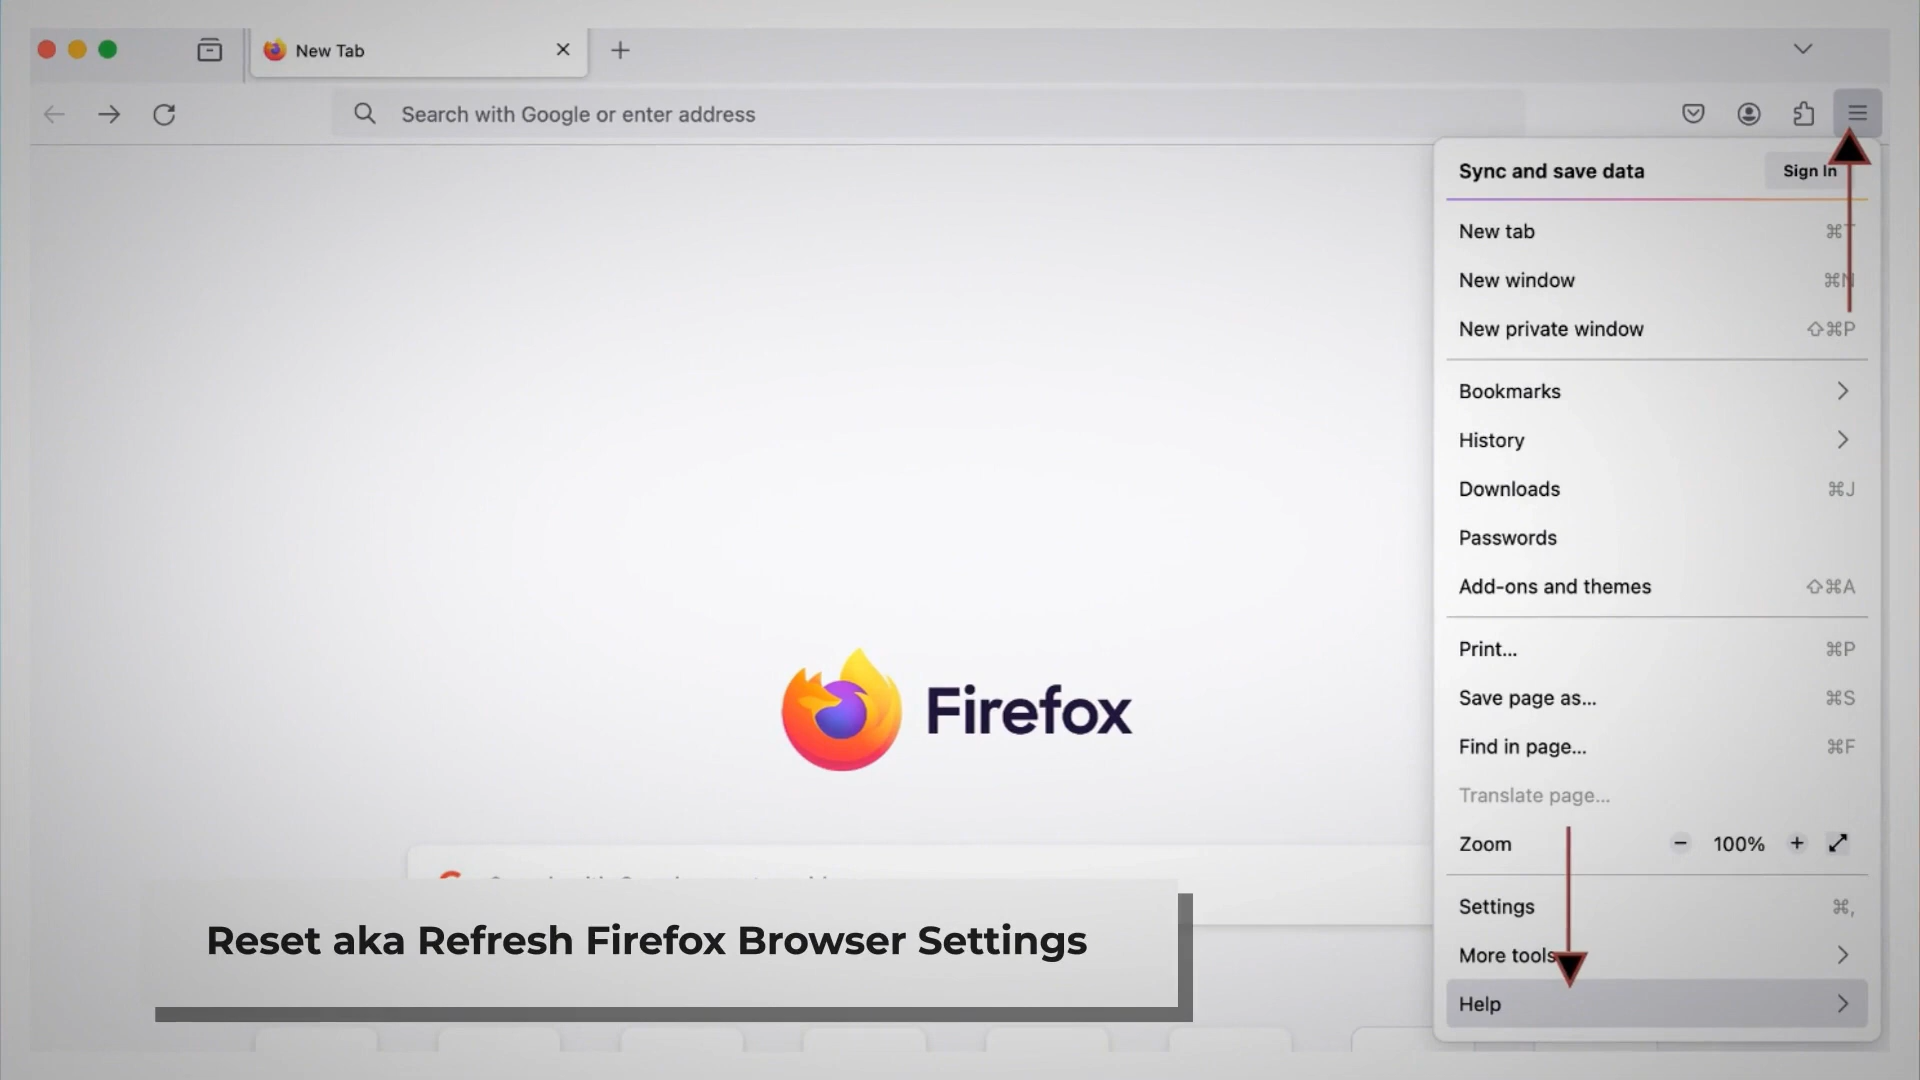 New Tab
Search with Google or enter address
Sync and save data Sign In
New tab ⌘T
New window ⌘N
New private window ⇧⌘P
Bookmarks
History
Downloads ⌘J
Passwords
Add-ons and themes ⇧⌘A
Print... ⌘P
Save page as... ⌘S
Find in page... ⌘F
Translate page...
Zoom − 100% +
Settings ⌘,
More tools
Help
Firefox
Reset aka Refresh Firefox Browser Settings